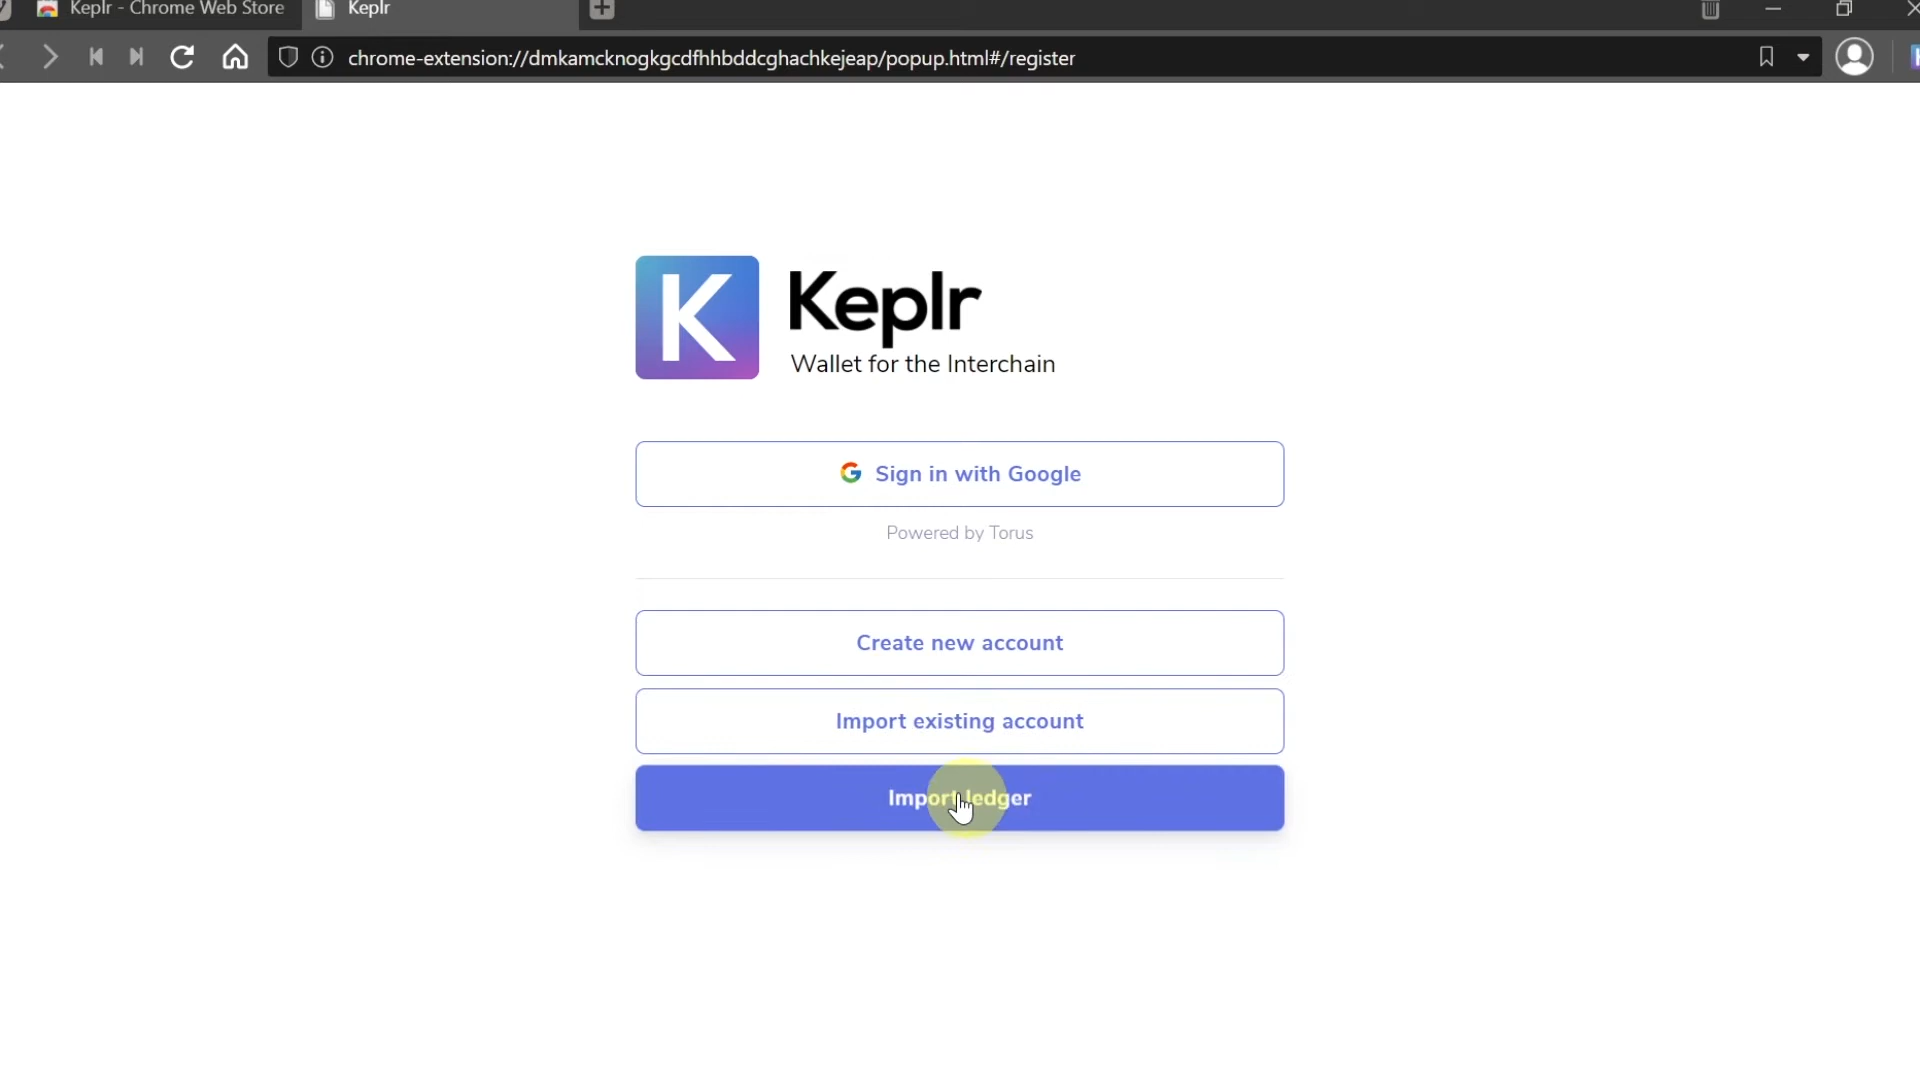 Keplr - Chrome Web Store
Keplr
chrome-extension://dmkamcknogkgcdfhhbddcghachkejeap/popup.html#/register
K
Keplr
Wallet for the Interchain
Sign in with Google
Powered by Torus
Create new account
Import existing account
Import ledger